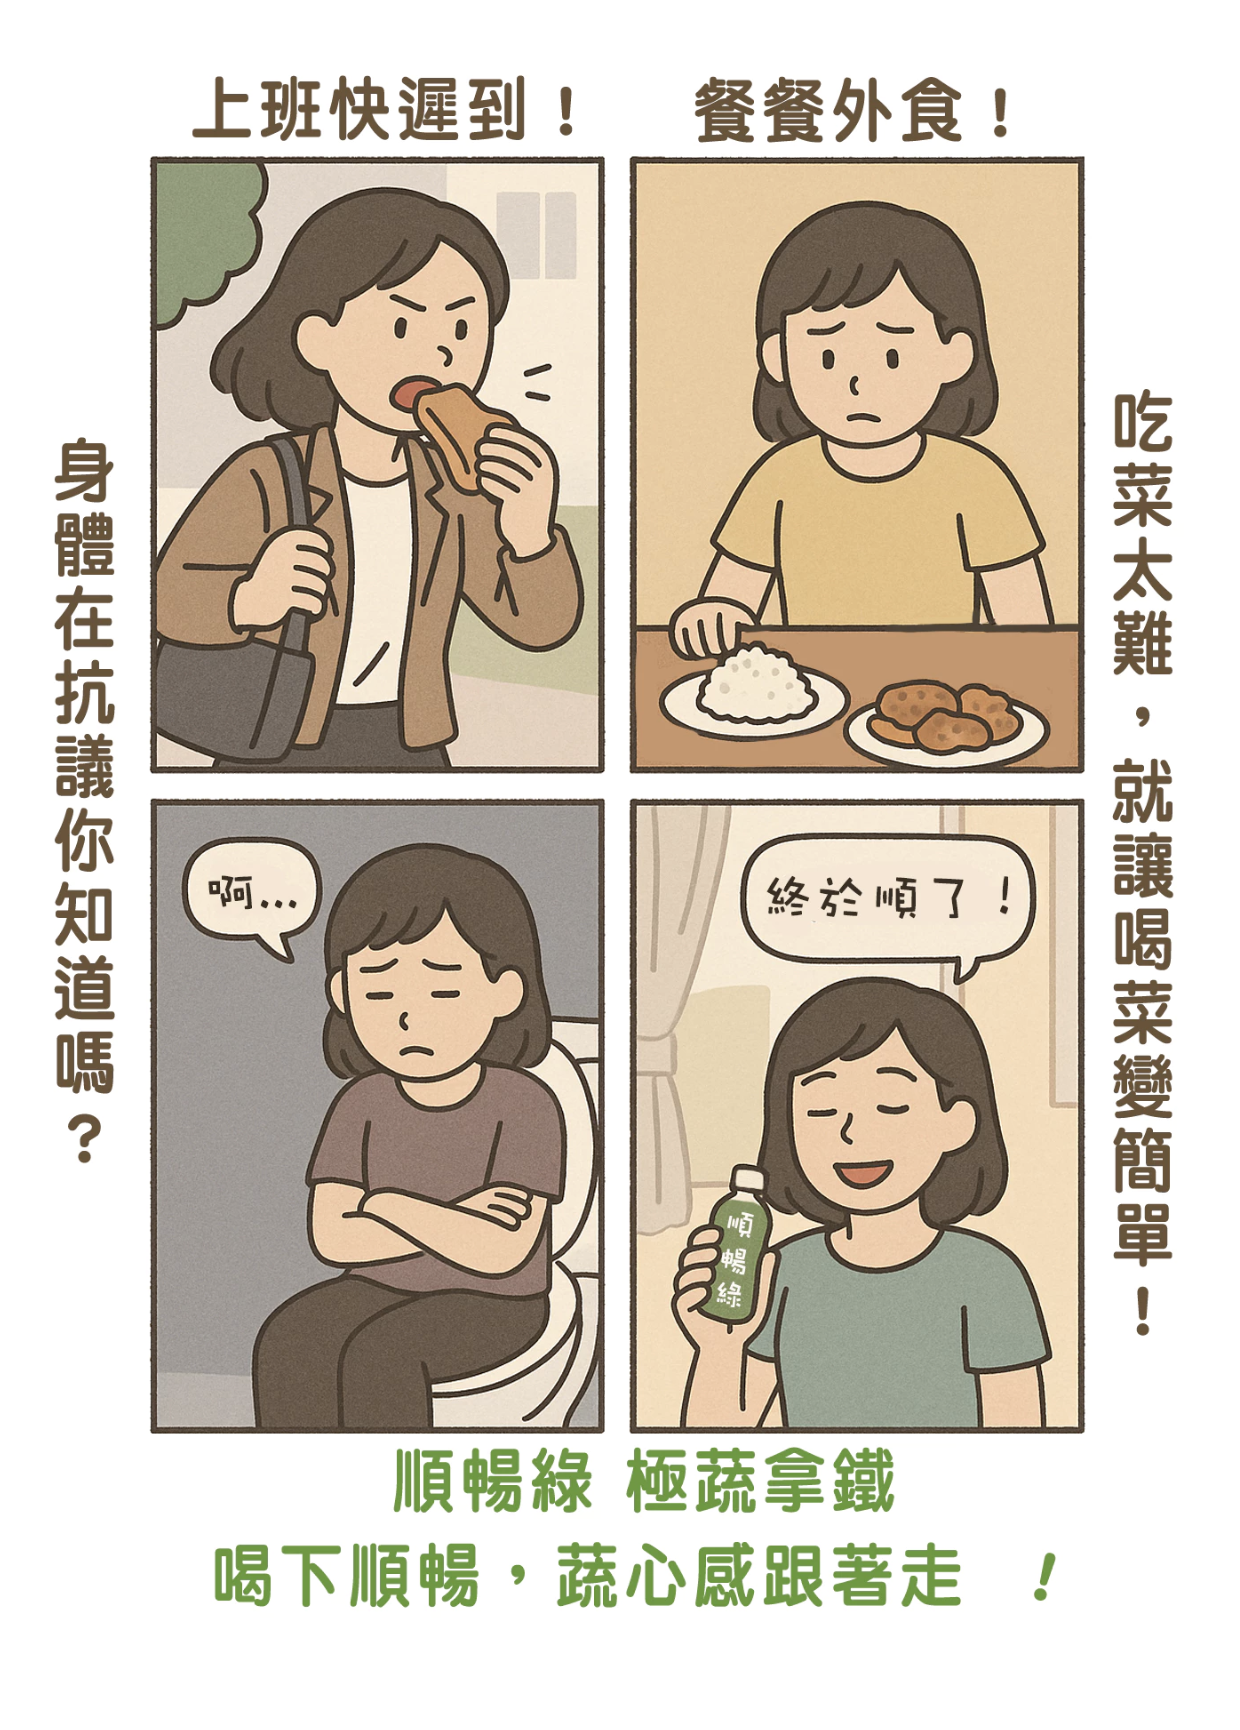 上班快遲到！
餐餐外食！
身體在抗議你知道嗎？
吃菜太難，就讓喝菜變簡單！
啊...
終於順了！
順暢綠
順暢綠 極蔬拿鐵
喝下順暢，蔬心感跟著走 ！